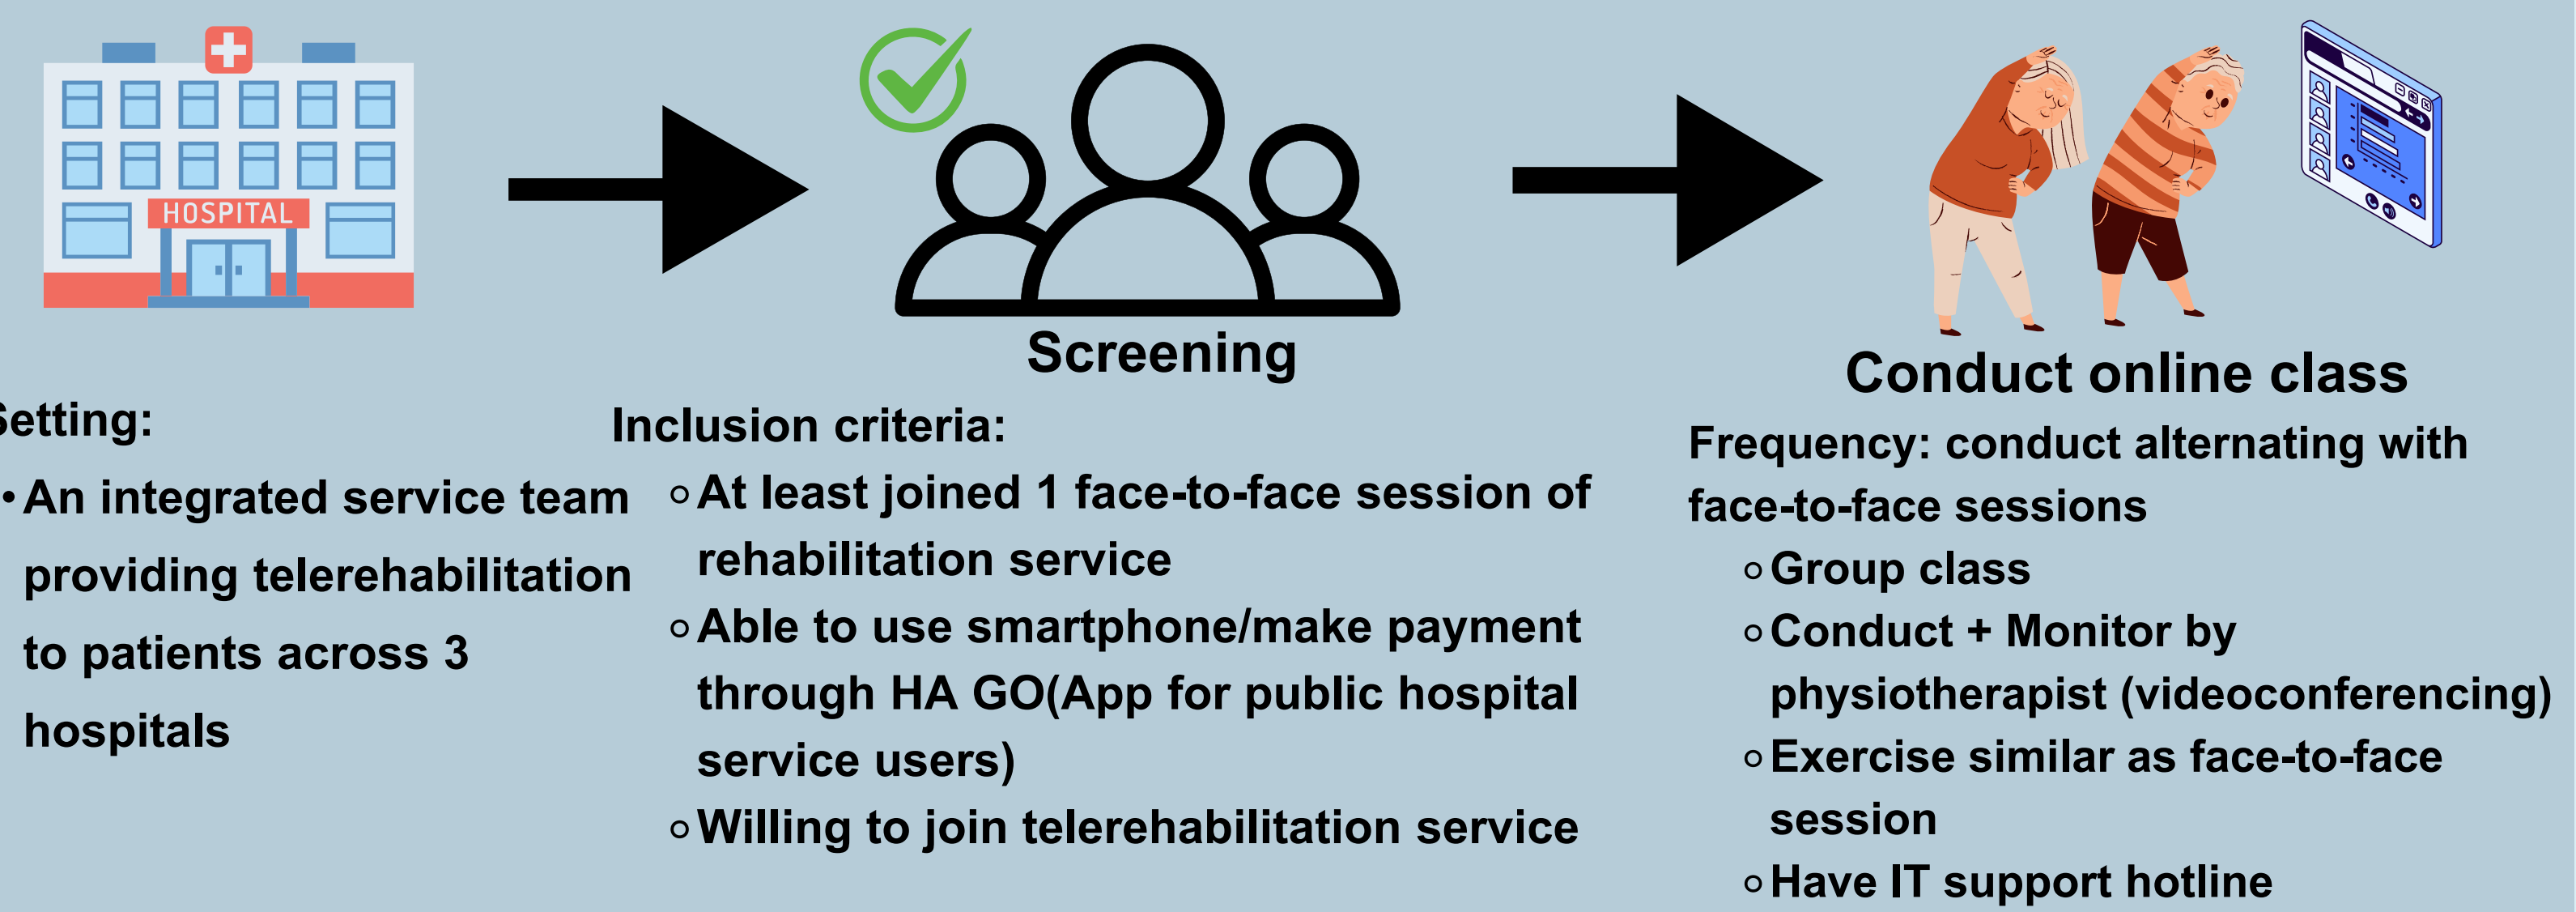 HOSPITAL
Setting:
• An integrated service team
providing telerehabilitation
to patients across 3
hospitals
Screening
Inclusion criteria:
○ At least joined 1 face-to-face session of
rehabilitation service
○ Able to use smartphone/make payment
through HA GO(App for public hospital
service users)
○ Willing to join telerehabilitation service
Conduct online class
Frequency: conduct alternating with
face-to-face sessions
○ Group class
○ Conduct + Monitor by
physiotherapist (videoconferencing)
○ Exercise similar as face-to-face
session
○ Have IT support hotline